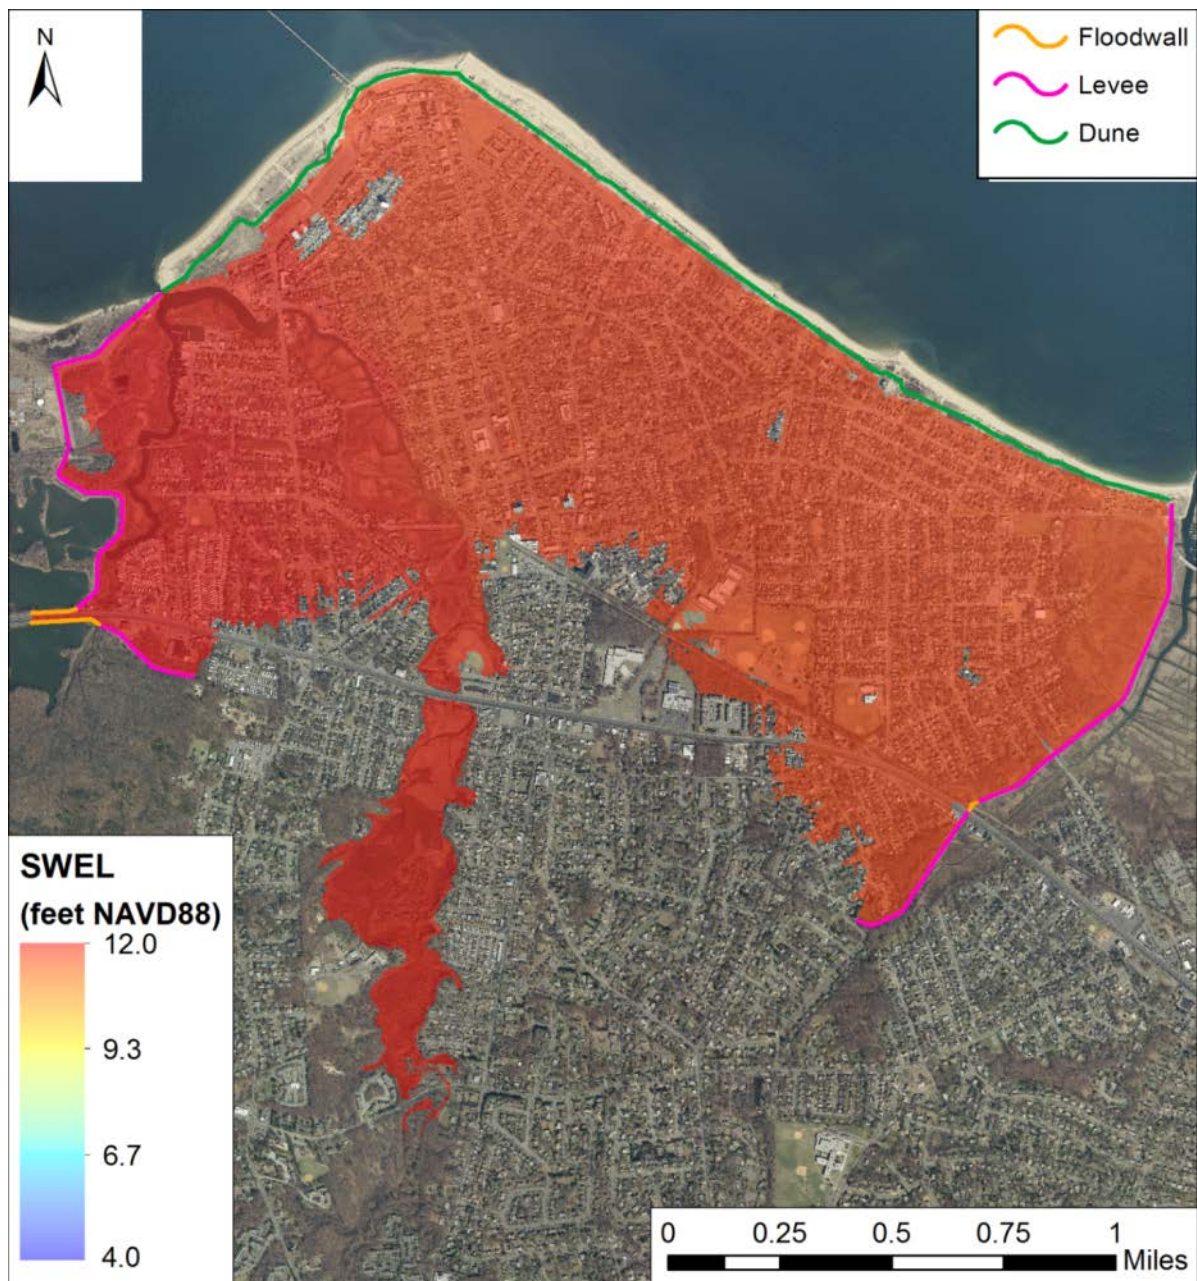 N
Floodwall
Levee
Dune
SWEL
(feet NAVD88)
12.0
9.3
6.7
4.0
0 0.25 0.5 0.75 1
Miles